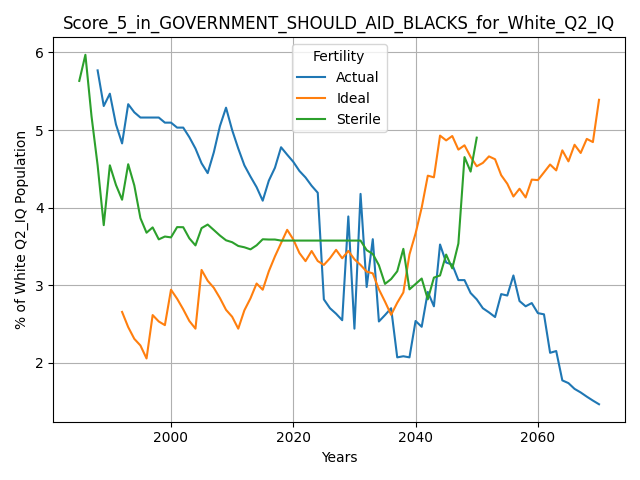 Score_5_in_GOVERNMENT_SHOULD_AID_BLACKS_for_White_Q2_IQ
Fertility
Actual
Ideal
Sterile
% of White Q2_IQ Population
6
5
4
3
2
2000 2020 2040 2060
Years